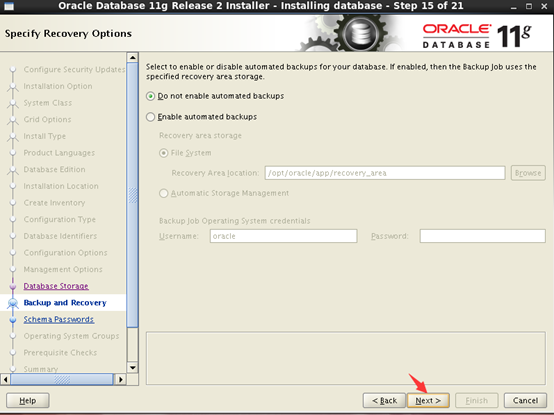 Oracle Database 11g Release 2 Installer - Installing database - Step 15 of 21
Specify Recovery Options
ORACLE
DATABASE
11g
Configure Security Updates
Installation Option
System Class
Grid Options
Install Type
Product Languages
Database Edition
Installation Location
Create Inventory
Configuration Type
Database Identifiers
Configuration Options
Management Options
Database Storage
Backup and Recovery
Schema Passwords
Operating System Groups
Prerequisite Checks
Summary
Select to enable or disable automated backups for your database. If enabled, then the Backup Job uses the
specified recovery area storage.
Do not enable automated backups
Enable automated backups
Recovery area storage
File System
Recovery Area location: /opt/oracle/app/recovery_area Browse
Automatic Storage Management
Backup Job Operating System credentials
Username: oracle Password:
Help < Back Next > Finish Cancel